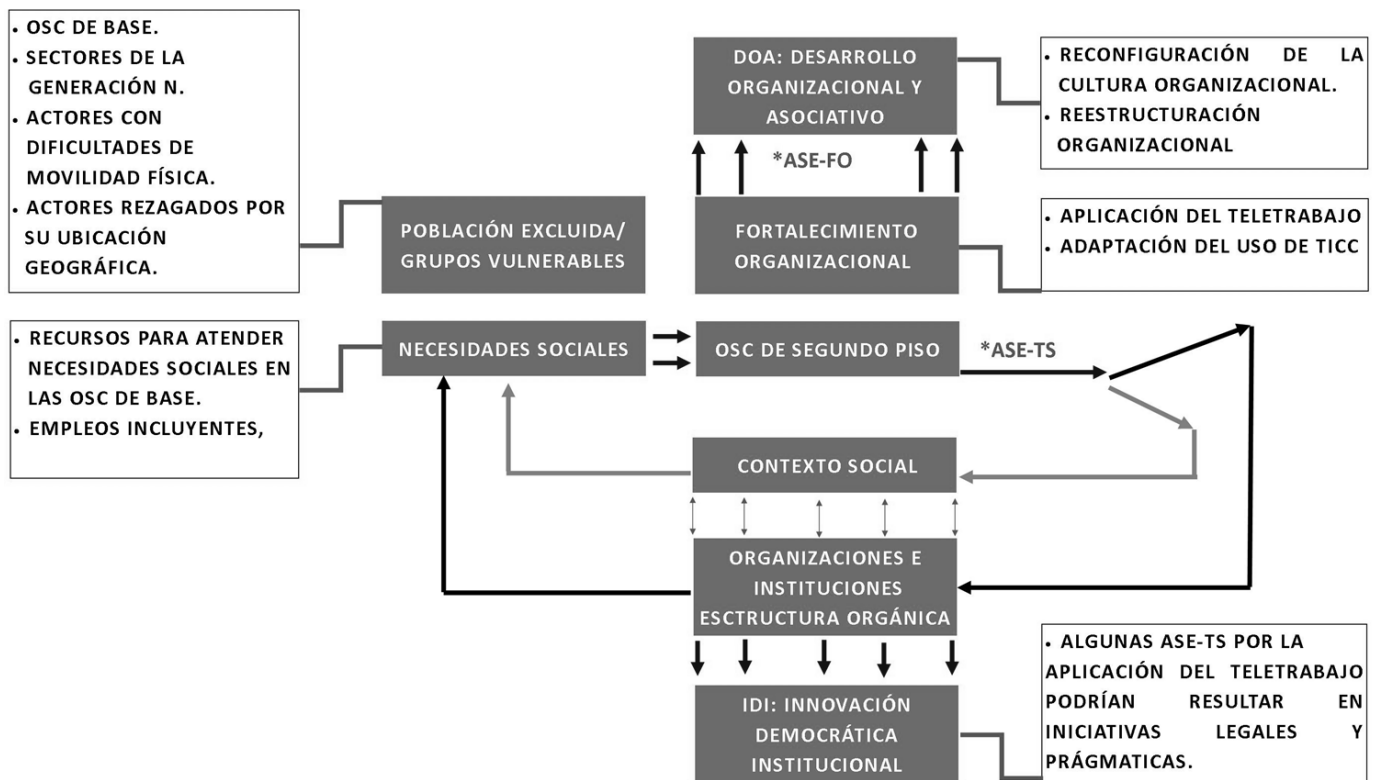 • OSC DE BASE.
• SECTORES DE LA
GENERACIÓN N.
• ACTORES CON
DIFICULTADES DE
MOVILIDAD FÍSICA.
• ACTORES REZAGADOS POR
SU UBICACIÓN
GEOGRÁFICA.
POBLACIÓN EXCLUIDA/
GRUPOS VULNERABLES
DOA: DESARROLLO
ORGANIZACIONAL Y
ASOCIATIVO
*ASE-FO
FORTALECIMIENTO
ORGANIZACIONAL
• RECONFIGURACIÓN DE LA
CULTURA ORGANIZACIONAL.
• REESTRUCTURACIÓN
ORGANIZACIONAL
• APLICACIÓN DEL TELETRABAJO
• ADAPTACIÓN DEL USO DE TICC
• RECURSOS PARA ATENDER
NECESIDADES SOCIALES EN
LAS OSC DE BASE.
• EMPLEOS INCLUYENTES,
NECESIDADES SOCIALES
OSC DE SEGUNDO PISO
*ASE-TS
CONTEXTO SOCIAL
ORGANIZACIONES E
INSTITUCIONES
ESCTRUCTURA ORGÁNICA
IDI: INNOVACIÓN
DEMOCRÁTICA
INSTITUCIONAL
• ALGUNAS ASE-TS POR LA
APLICACIÓN DEL TELETRABAJO
PODRÍAN RESULTAR EN
INICIATIVAS LEGALES Y
PRÁGMATICAS.